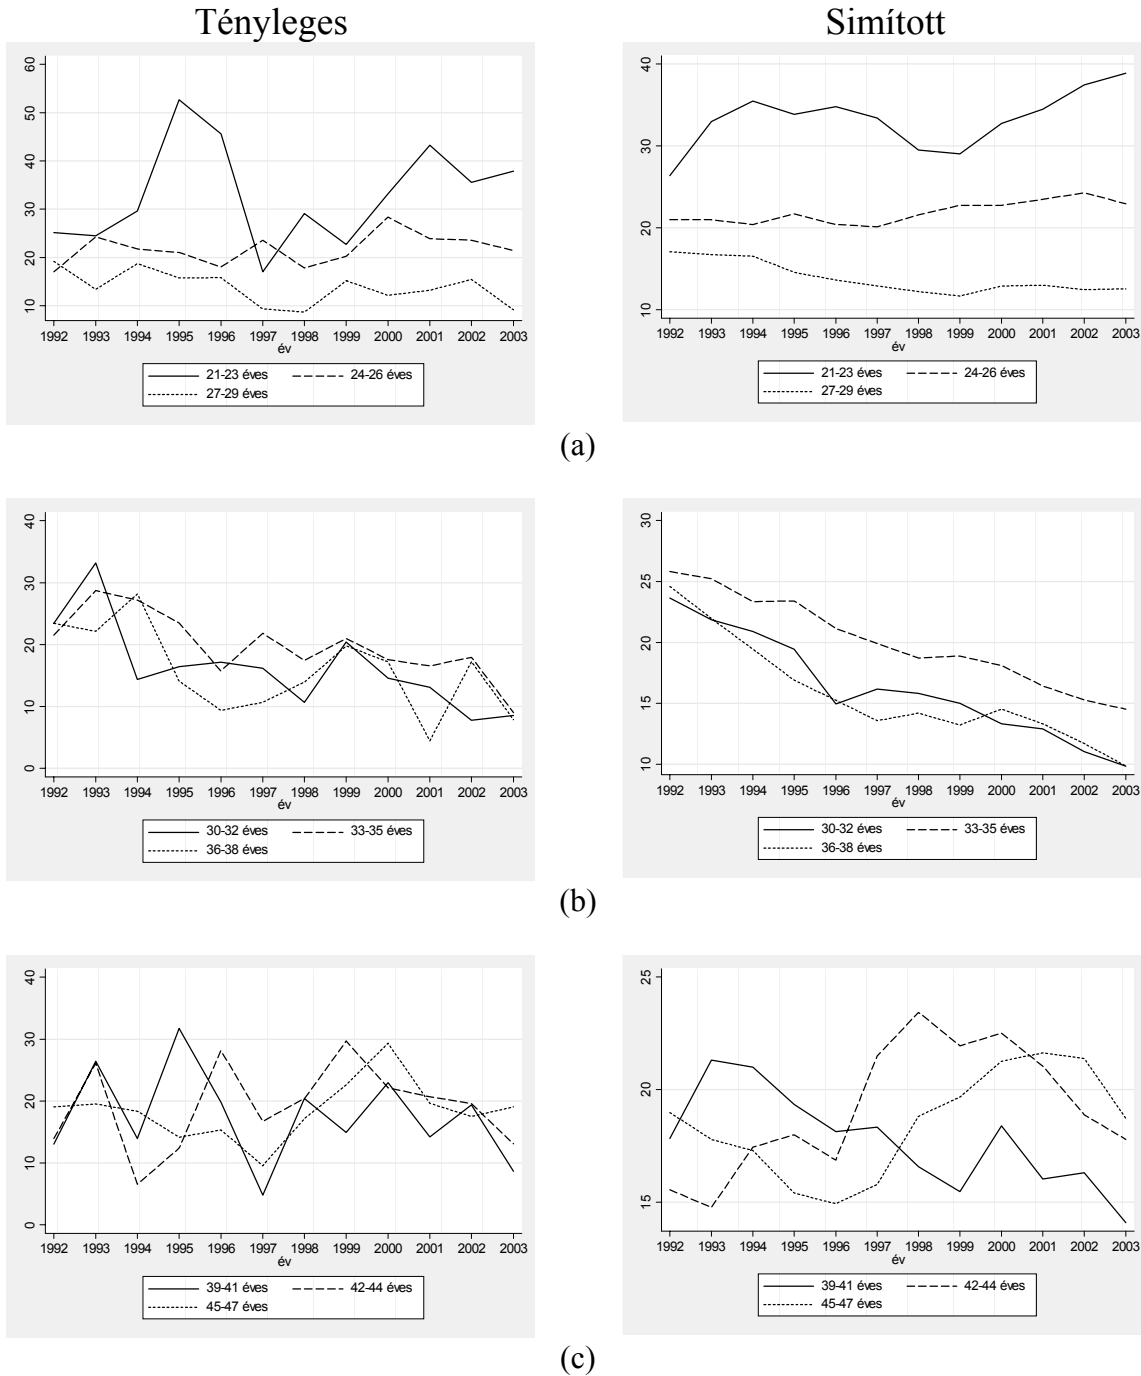 Tényleges
Simított
60
50
40
30
20
10
1992 1993 1994 1995 1996 1997 1998 1999 2000 2001 2002 2003
év
21-23 éves 24-26 éves
27-29 éves
40
30
20
10
1992 1993 1994 1995 1996 1997 1998 1999 2000 2001 2002 2003
év
21-23 éves 24-26 éves
27-29 éves
(a)
40
30
20
10
0
1992 1993 1994 1995 1996 1997 1998 1999 2000 2001 2002 2003
év
30-32 éves 33-35 éves
36-38 éves
30
25
20
15
10
1992 1993 1994 1995 1996 1997 1998 1999 2000 2001 2002 2003
év
30-32 éves 33-35 éves
36-38 éves
(b)
40
30
20
10
0
1992 1993 1994 1995 1996 1997 1998 1999 2000 2001 2002 2003
év
39-41 éves 42-44 éves
45-47 éves
25
20
15
1992 1993 1994 1995 1996 1997 1998 1999 2000 2001 2002 2003
év
39-41 éves 42-44 éves
45-47 éves
(c)